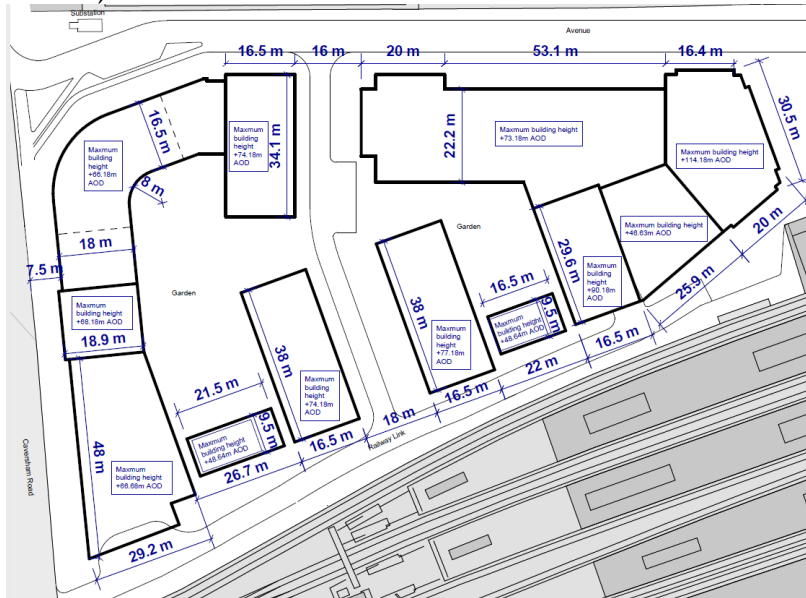 Substation
Avenue
16.5 m
16 m
20 m
53.1 m
16.4 m
30.5 m
16.5 m
Maxmum
building
height
+66.18m
AOD
8 m
Maxmum
building
height
+74.18m
AOD
34.1 m
22.2 m
Maxmum building height
+73.18m AOD
Maxmum building height
+114.18m AOD
18 m
7.5 m
Garden
Garden
Maxmum building height
+46.63m AOD
20 m
29.6 m
Maxmum
building
height
+90.18m
AOD
25.9 m
Maxmum
building height
+68.18m AOD
18.9 m
38 m
Maxmum
building
height
+77.18m
AOD
16.5 m
Maxmum
building height
+48.64m AOD
9.5 m
16.5 m
22 m
16.5 m
18 m
38 m
Maxmum
building
height
+74.18m
AOD
16.5 m
Railway Link
21.5 m
Maxmum
building height
+48.64m AOD
9.5 m
26.7 m
48 m
Maxmum building
height
+66.68m AOD
29.2 m
Caversham Road